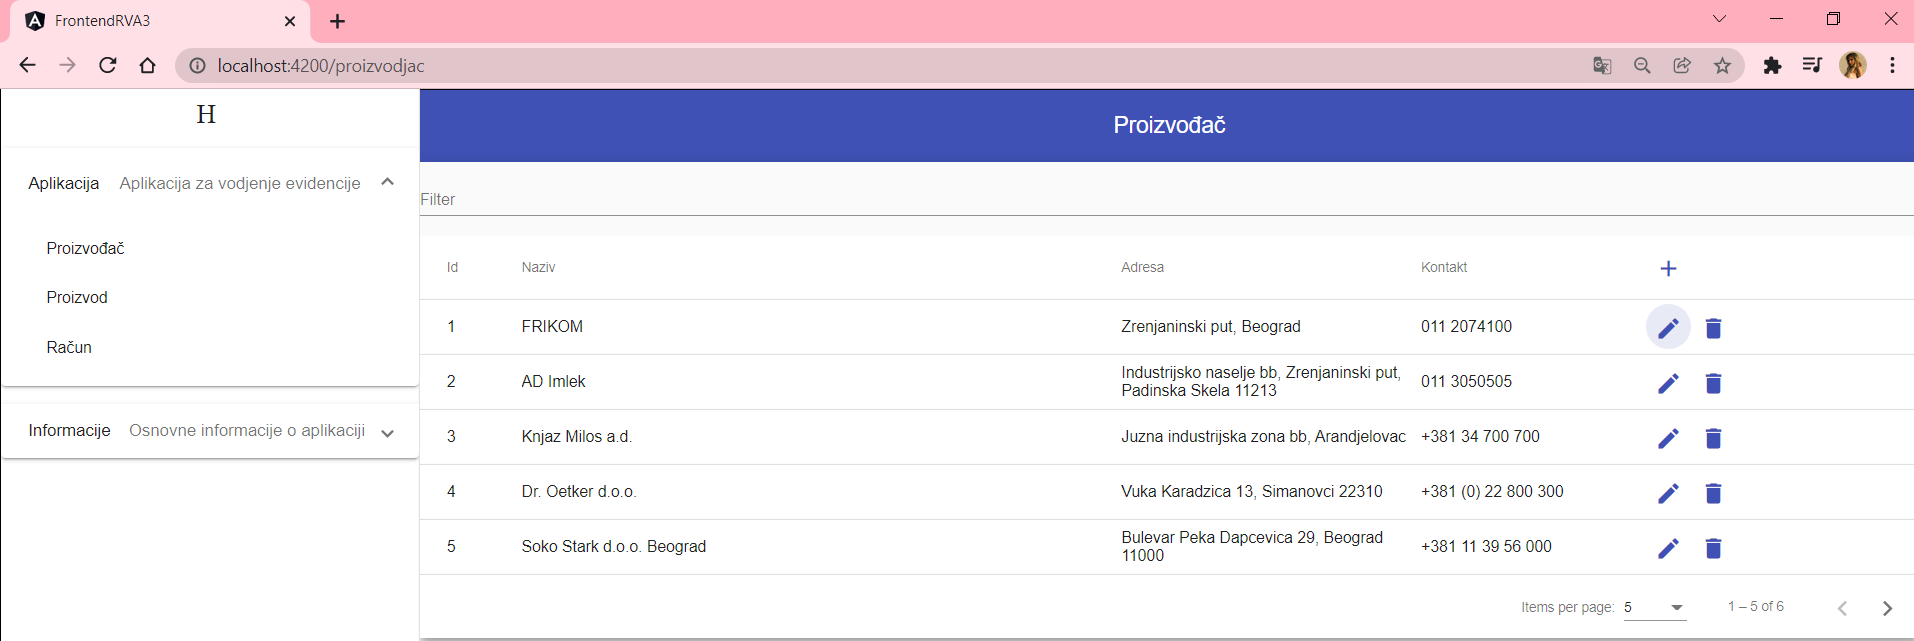 FrontendRVA3
localhost:4200/proizvodjac
H
Proizvođač
Aplikacija Aplikacija za vodjenje evidencije
Proizvođač
Proizvod
Račun
Informacije Osnovne informacije o aplikaciji
Filter
Id Naziv Adresa Kontakt
1 FRIKOM Zrenjaninski put, Beograd 011 2074100
2 AD Imlek Industrijsko naselje bb, Zrenjaninski put, Padinska Skela 11213 011 3050505
3 Knjaz Milos a.d. Juzna industrijska zona bb, Arandjelovac +381 34 700 700
4 Dr. Oetker d.o.o. Vuka Karadzica 13, Simanovci 22310 +381 (0) 22 800 300
5 Soko Stark d.o.o. Beograd Bulevar Peka Dapcevica 29, Beograd 11000 +381 11 39 56 000
Items per page: 5 1 – 5 of 6